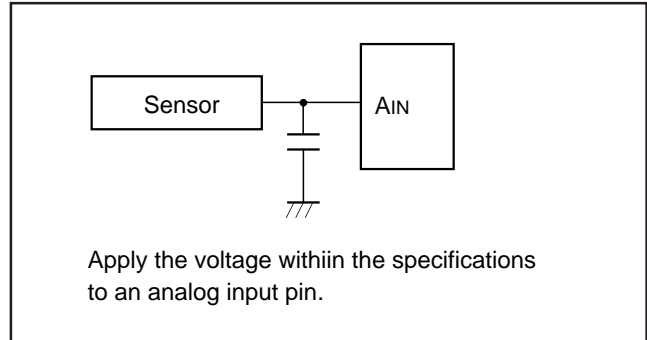 Sensor
AIN
Apply the voltage withiin the specifications
to an analog input pin.